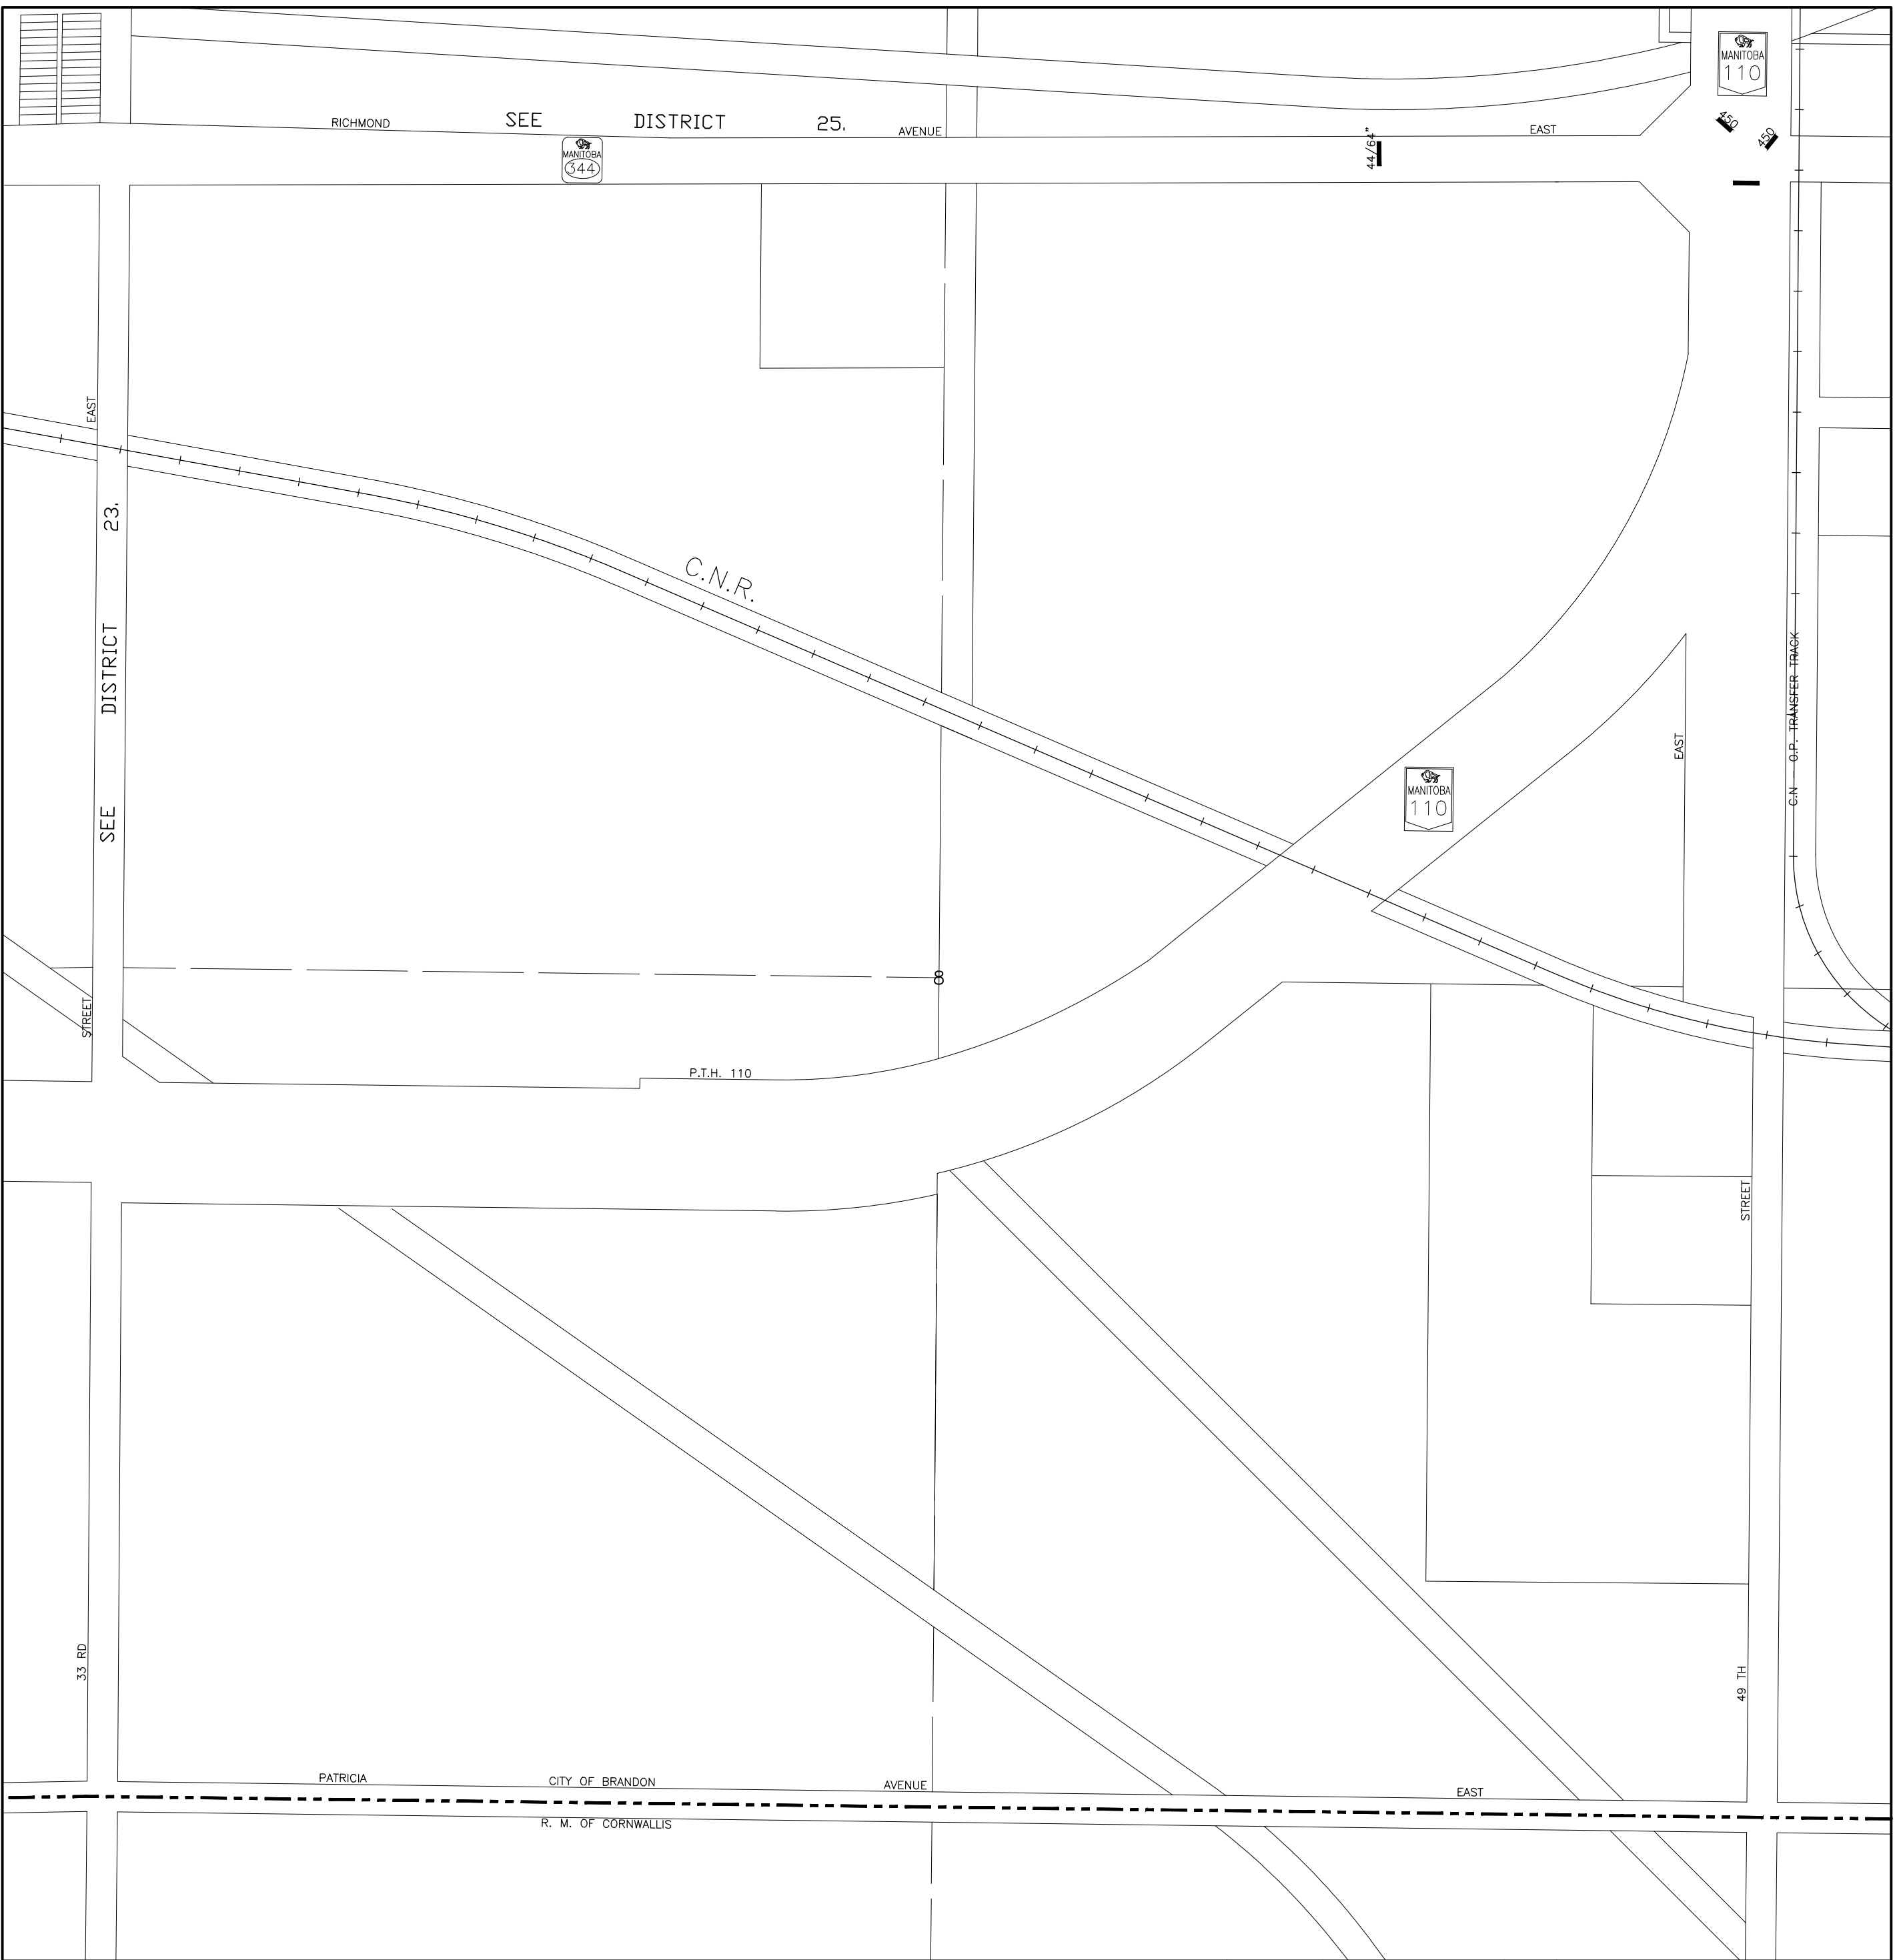 MANITOBA
110
450
450
RICHMOND SEE DISTRICT 25. AVENUE EAST
44/64"
MANITOBA
344
EAST
SEE DISTRICT 23.
STREET
33 RD
C.N.R.
C.N O.P. TRANSFER TRACK
EAST
STREET
49 TH
MANITOBA
110
8
P.T.H. 110
PATRICIA CITY OF BRANDON AVENUE EAST
R. M. OF CORNWALLIS